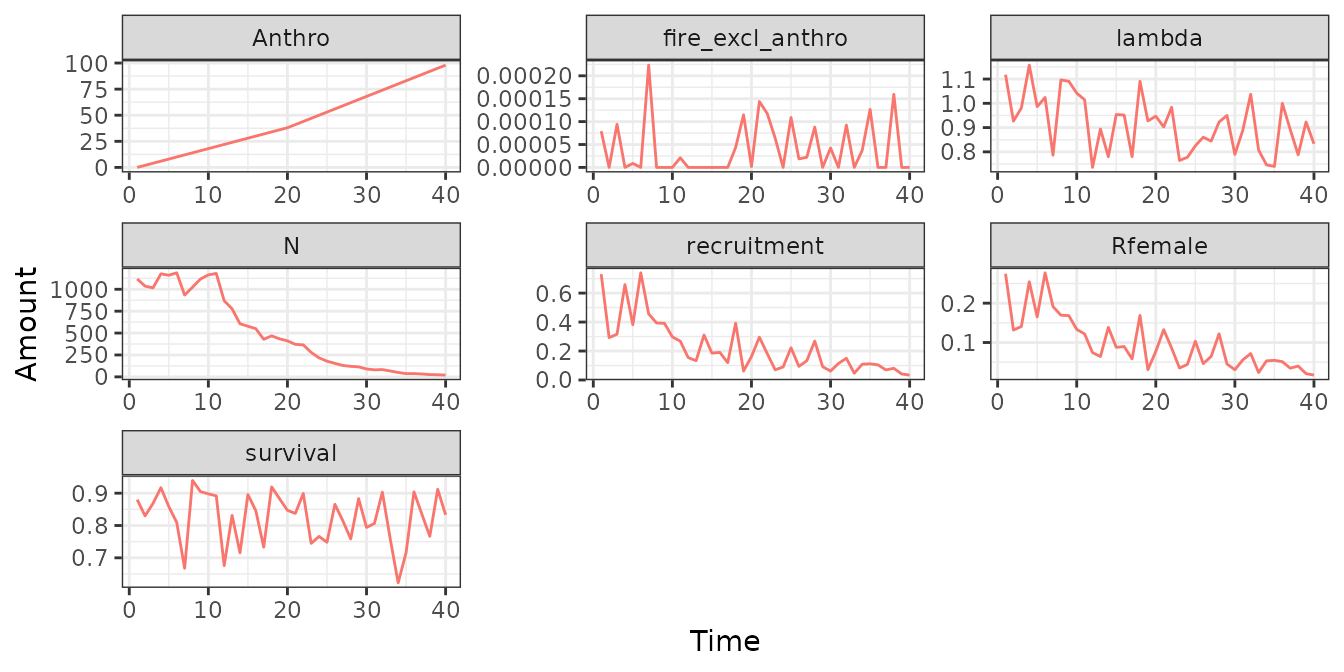 Anthro fire_excl_anthro lambda
100
75
50
25
0
0 10 20 30 40
0.00020
0.00015
0.00010
0.00005
0.00000
0 10 20 30 40
1.1
1.0
0.9
0.8
0 10 20 30 40
N recruitment Rfemale
1000
750
500
250
0
0 10 20 30 40
0.6
0.4
0.2
0.0
0 10 20 30 40
0.2
0.1
0 10 20 30 40
survival
0.9
0.8
0.7
0 10 20 30 40
Amount
Time